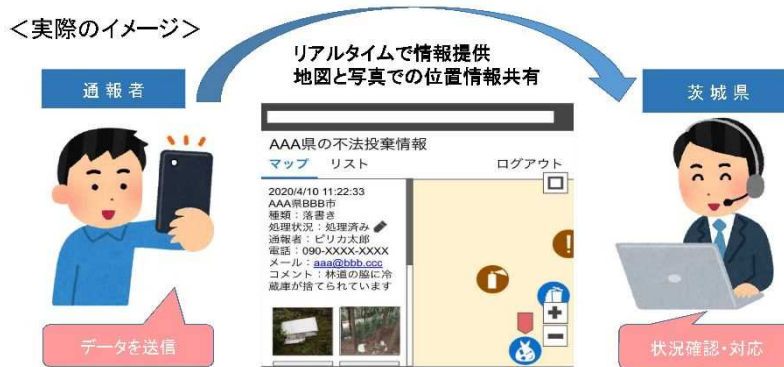 ＜実際のイメージ＞
リアルタイムで情報提供
地図と写真での位置情報共有
通報者
茨城県
AAA県の不法投棄情報
マップ リスト ログアウト
2020/4/10 11:22:33
AAA県BBB市
種類：落書き
処理状況：処理済み
通報者：ピリカ太郎
電話：090-XXXX-XXXX
メール：aaa@bbb.ccc
コメント：林道の脇に冷
蔵庫が捨てられています
データを送信
状況確認・対応